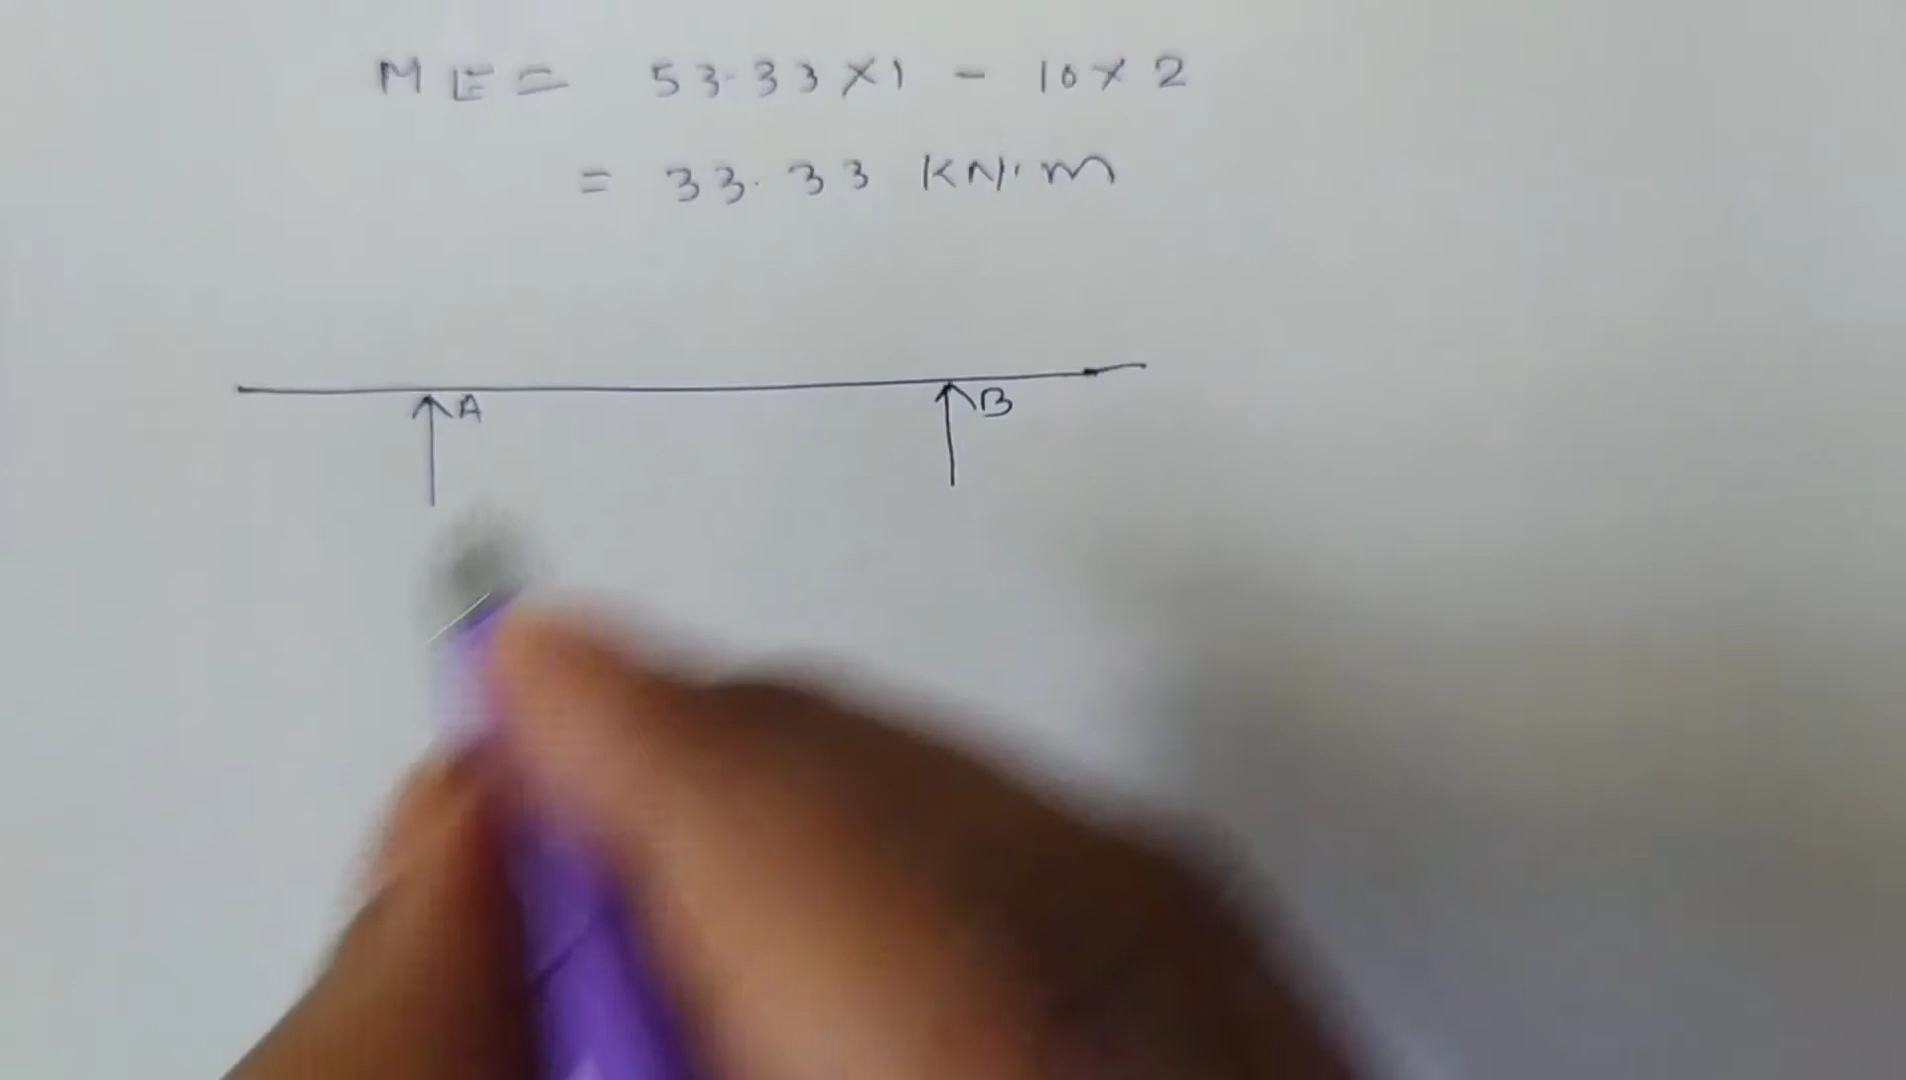 ME = 53.33 × 1 - 10 × 2
= 33.33 KN.m
A B